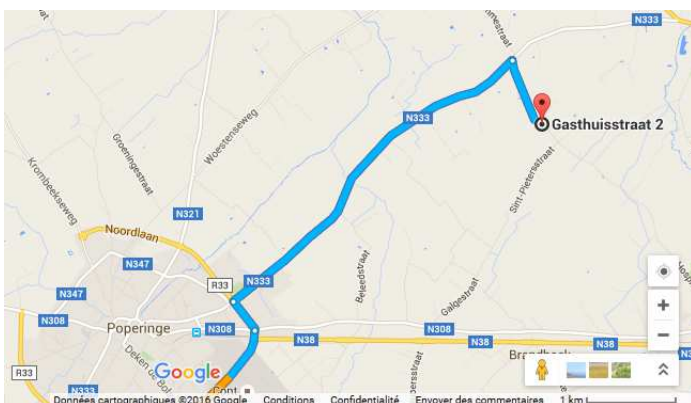 N333
N333
Gasthuisstraat 2
Woestenseweg
Groeningestraat
Krombeekseweg
Sint-Pietersstraat
N321
Noordlaan
N347
R33
N333
Beleedstraat
Galgestraat
N347
N308
Poperinge
N308
N38
N308
N38
Brandhoek
R33
Deken De Bo
Google
N333
Données cartographiques ©2016 Google Conditions Confidentialité Envoyer des commentaires 1 km